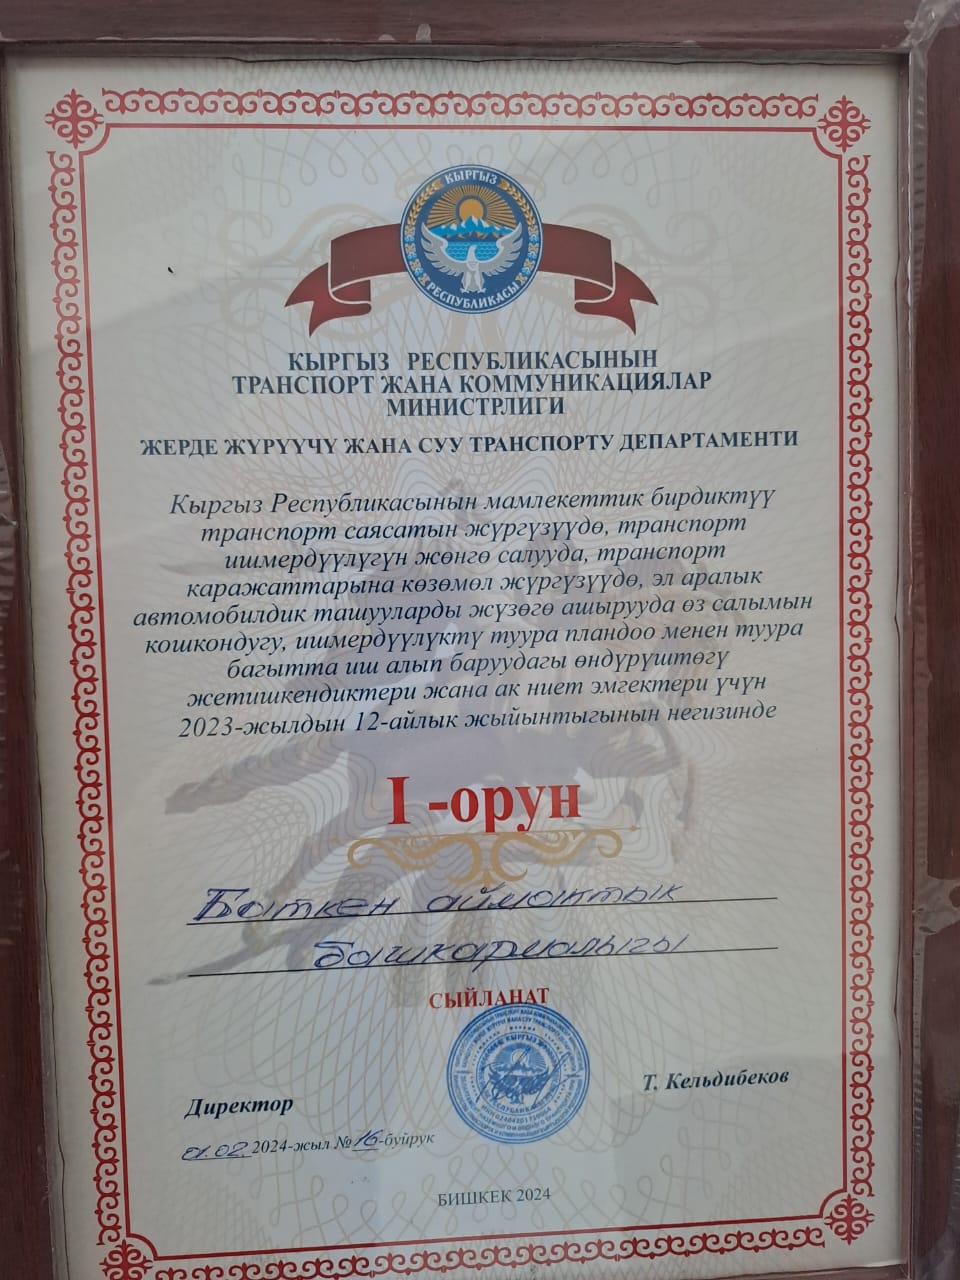 КЫРГЫЗ
РЕСПУБЛИКАСЫ
КЫРГЫЗ РЕСПУБЛИКАСЫНЫН
ТРАНСПОРТ ЖАНА КОММУНИКАЦИЯЛАР
МИНИСТРЛИГИ
ЖЕРДЕ ЖҮРҮҮЧҮ ЖАНА СУУ ТРАНСПОРТУ ДЕПАРТАМЕНТИ
Кыргыз Республикасынын мамлекеттик бирдиктүү
транспорт саясатын жүргүзүүдө, транспорт
ишмердүүлүгүн жөнгө салууда, транспорт
каражаттарына көзөмөл жүргүзүүдө, эл аралык
автомобилдик ташууларды жүзөгө ашырууда өз салымын
кошкондугу, ишмердүүлүктү туура пландоо менен туура
багытта иш алып баруудагы өндүрүштөгү
жетишкендиктери жана ак ниет эмгектери үчүн
2023-жылдын 12-айлык жыйынтыгынын негизинде
I -орун
Баткен аймактык
башкармалыгы
СЫЙЛАНАТ
Директор
Т. Кельдибеков
01.02 2024-жыл № 16 -буйрук
БИШКЕК 2024